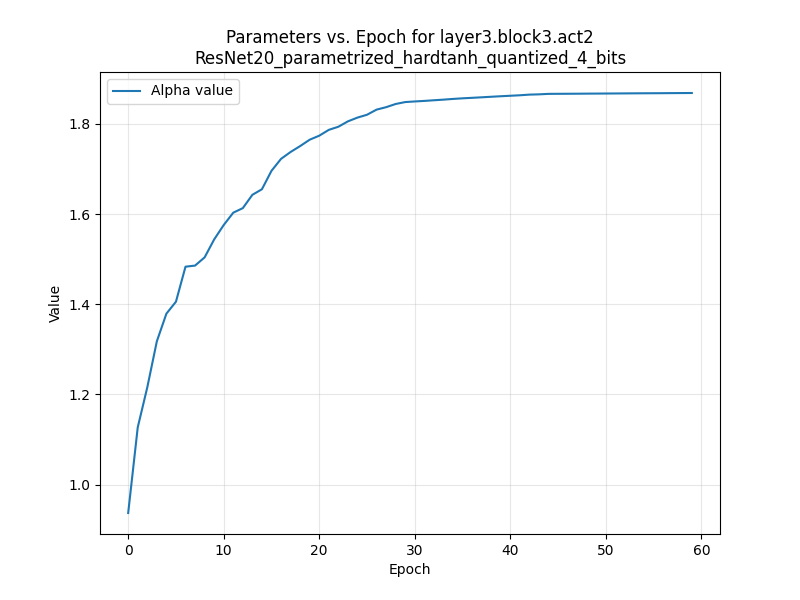 Parameters vs. Epoch for layer3.block3.act2
ResNet20_parametrized_hardtanh_quantized_4_bits
Alpha value
1.8
1.6
1.4
1.2
1.0
Value
0 10 20 30 40 50 60
Epoch